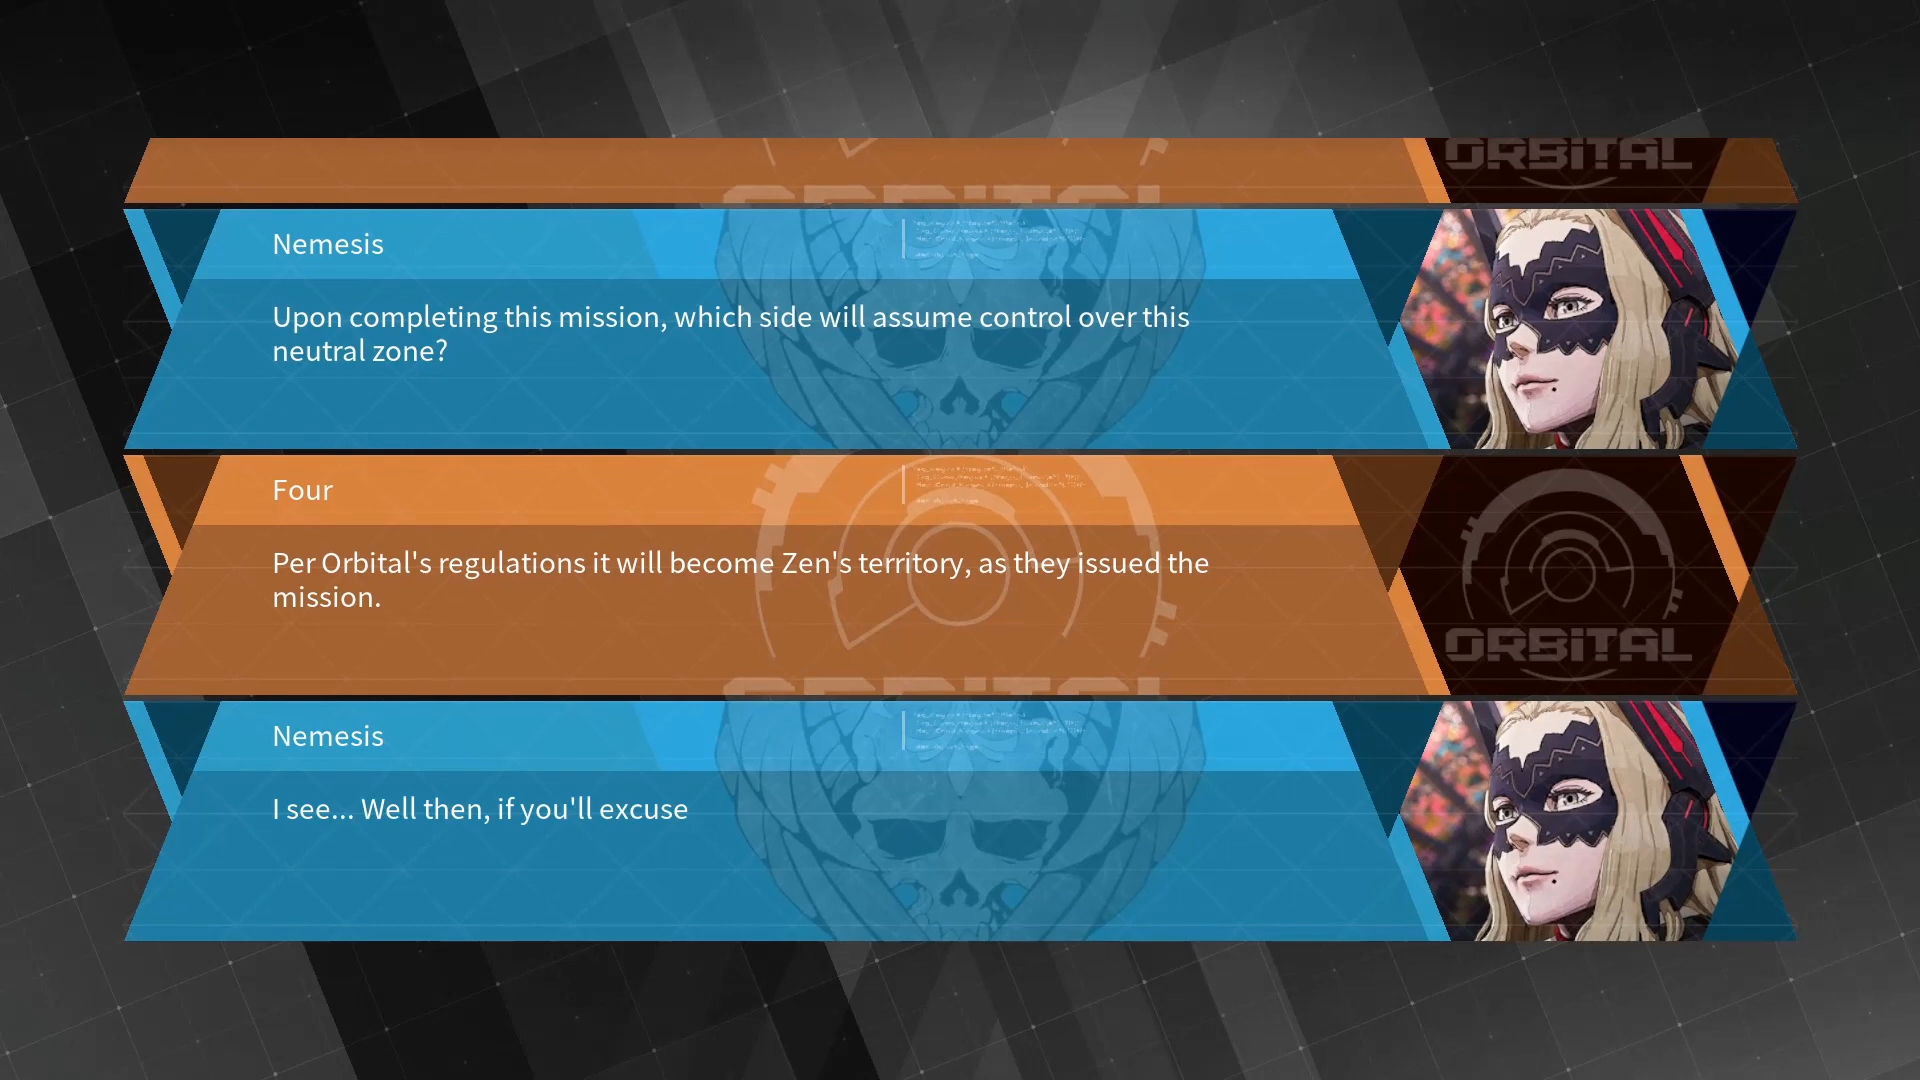 ORBITAL
Nemesis
Upon completing this mission, which side will assume control over this
neutral zone?
Four
Per Orbital's regulations it will become Zen's territory, as they issued the
mission.
ORBITAL
Nemesis
I see... Well then, if you'll excuse